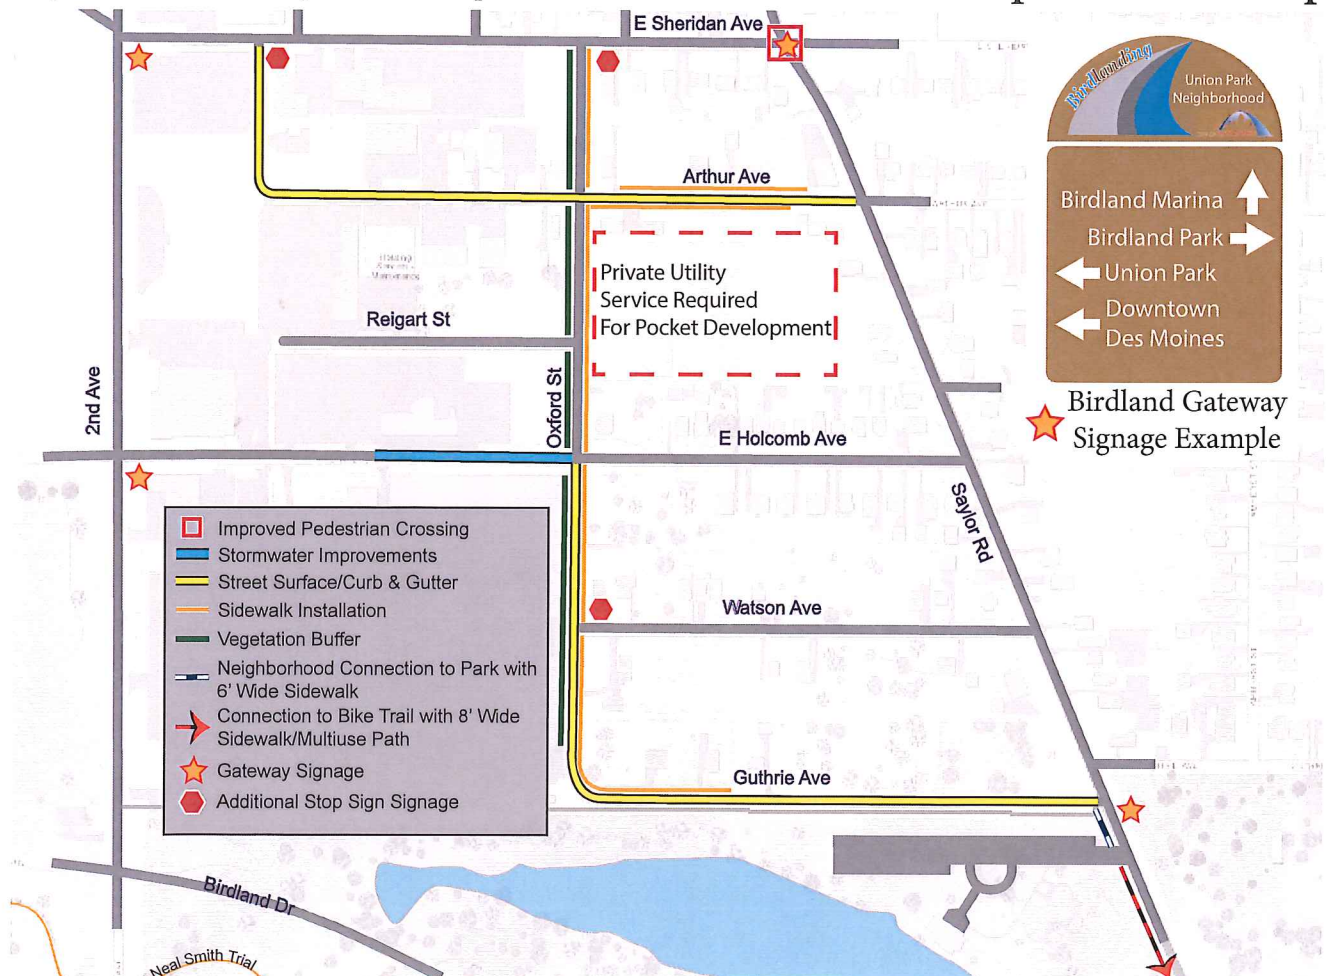 E Sheridan Ave
Birdlanding
Union Park
Neighborhood
Arthur Ave
Birdland Marina
Birdland Park
Union Park
Downtown
Des Moines
Private Utility
Service Required
For Pocket Development
Reigart St
2nd Ave
Oxford St
E Holcomb Ave
Birdland Gateway
Signage Example
Saylor Rd
Improved Pedestrian Crossing
Stormwater Improvements
Street Surface/Curb & Gutter
Sidewalk Installation
Vegetation Buffer
Neighborhood Connection to Park with
6' Wide Sidewalk
Connection to Bike Trail with 8' Wide
Sidewalk/Multiuse Path
Gateway Signage
Additional Stop Sign Signage
Watson Ave
Guthrie Ave
Birdland Dr
Neal Smith Trial